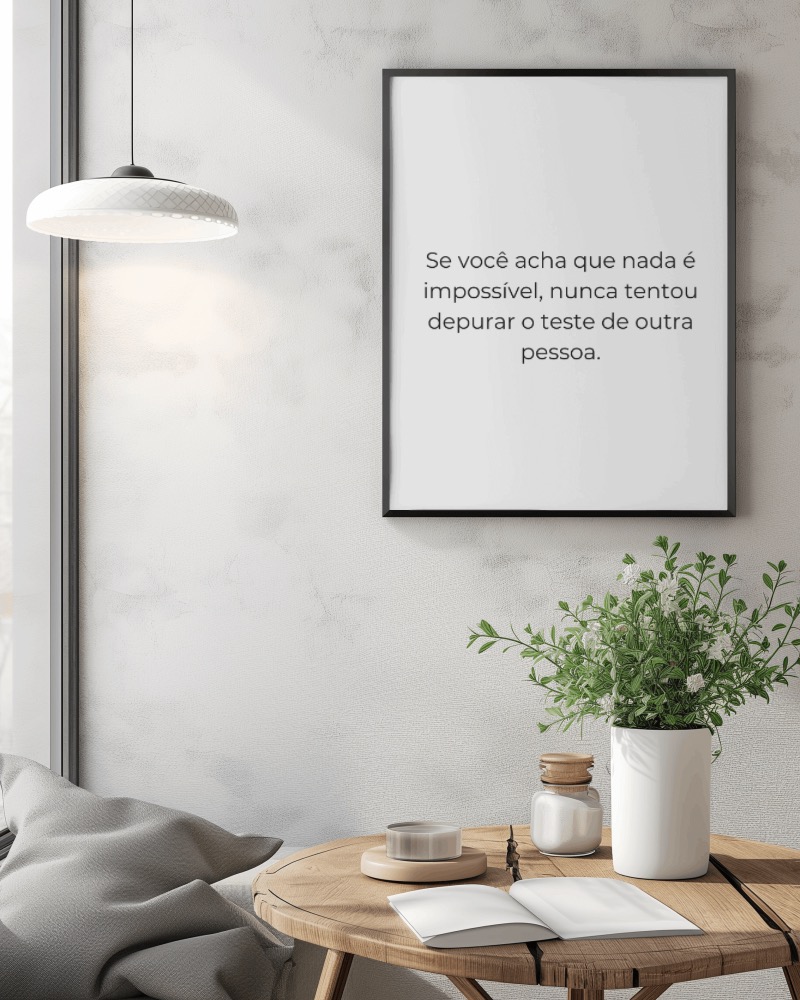 Se você acha que nada é
impossível, nunca tentou
depurar o teste de outra
pessoa.